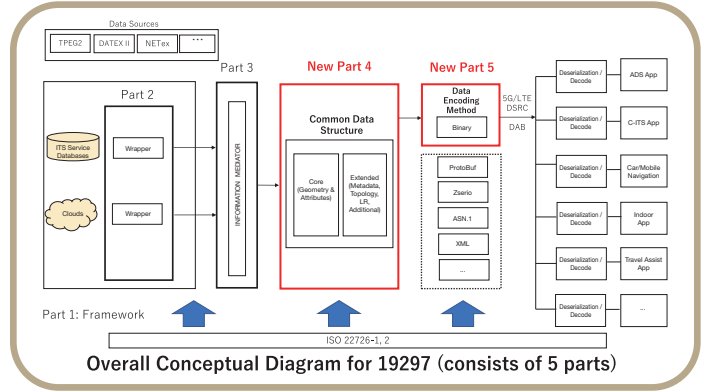 Data Sources
TPEG2
DATEX II
NETex
...
Part 2
Part 3
New Part 4
New Part 5
ITS Service
Databases
Clouds
Wrapper
Wrapper
INFORMATION MEDIATOR
Common Data
Structure
Core
(Geometry &
Attributes)
Extended
(Metadata,
Topology,
LR,
Additional)
Data
Encoding
Method
Binary
ProtoBuf
Zserio
ASN.1
XML
...
5G/LTE
DSRC
DAB
Deserialization /
Decode
ADS App
Deserialization /
Decode
C-ITS App
Deserialization /
Decode
Car/Mobile
Navigation
Deserialization /
Decode
Indoor
App
Deserialization /
Decode
Travel Assist
App
Deserialization /
Decode
...
Part 1: Framework
ISO 22726-1, 2
Overall Conceptual Diagram for 19297 (consists of 5 parts)